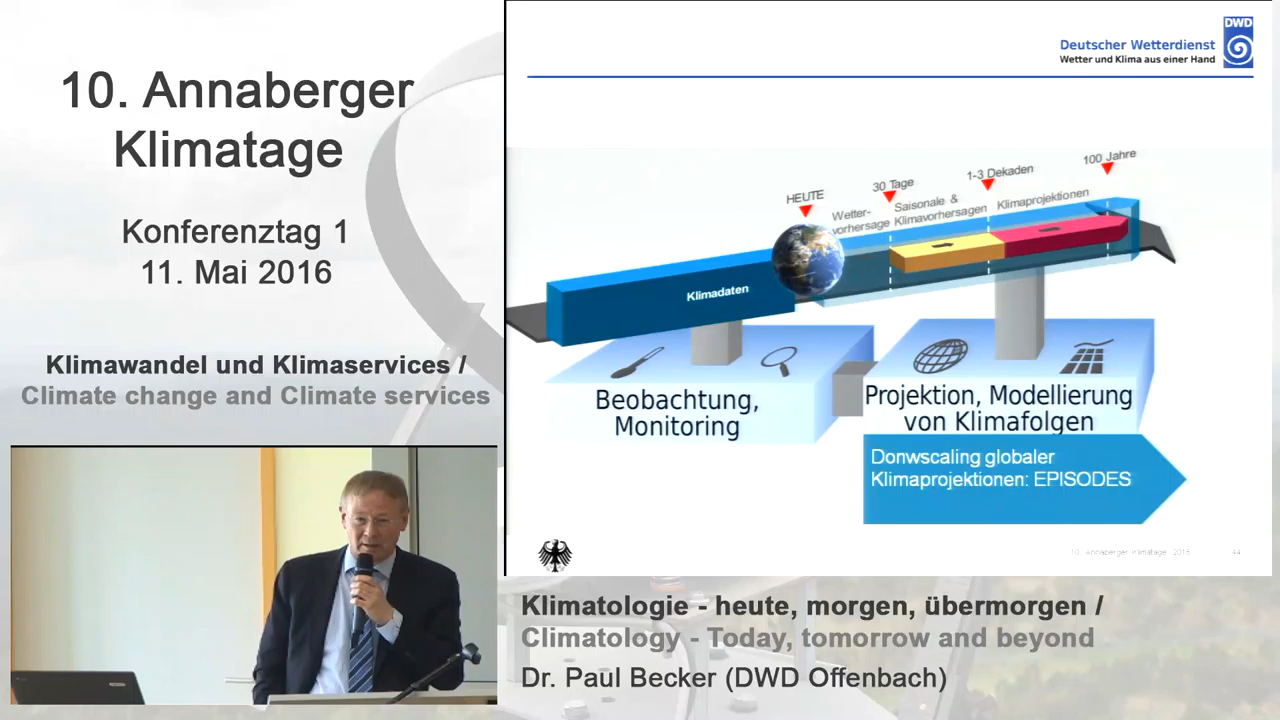 10. Annaberger
Klimatage
Konferenztag 1
11. Mai 2016
Klimawandel und Klimaservices /
Climate change and Climate services
DWD
Deutscher Wetterdienst
Wetter und Klima aus einer Hand
HEUTE
30 Tage
1-3 Dekaden
100 Jahre
Wetter-
vorhersage
Saisonale &
Klimavorhersagen
Klimaprojektionen
Klimadaten
Beobachtung,
Monitoring
Projektion, Modellierung
von Klimafolgen
Donwscaling globaler
Klimaprojektionen: EPISODES
10. Annaberger Klimatage 2016
44
Klimatologie - heute, morgen, übermorgen /
Climatology - Today, tomorrow and beyond
Dr. Paul Becker (DWD Offenbach)